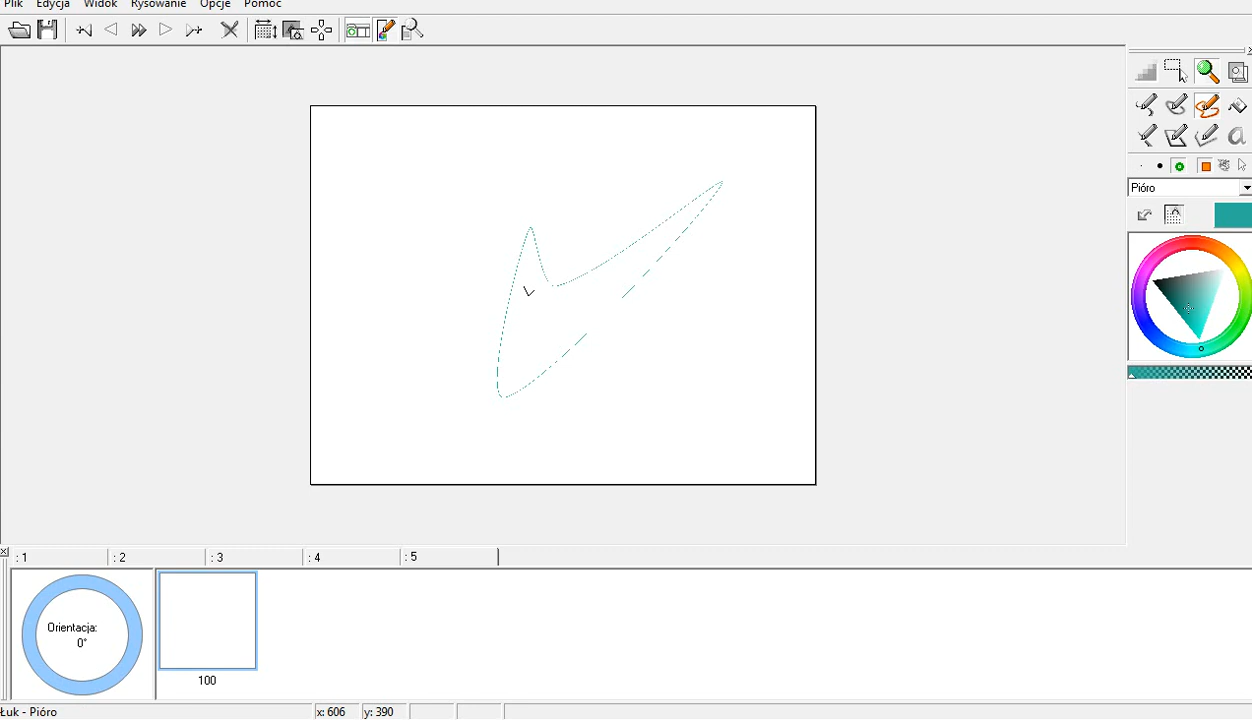 Plik Edycja Widok Rysowanie Opcje Pomoc
Pióro
: 1 : 2 : 3 : 4 : 5
Orientacja:
0°
100
Łuk - Pióro x: 606 y: 390